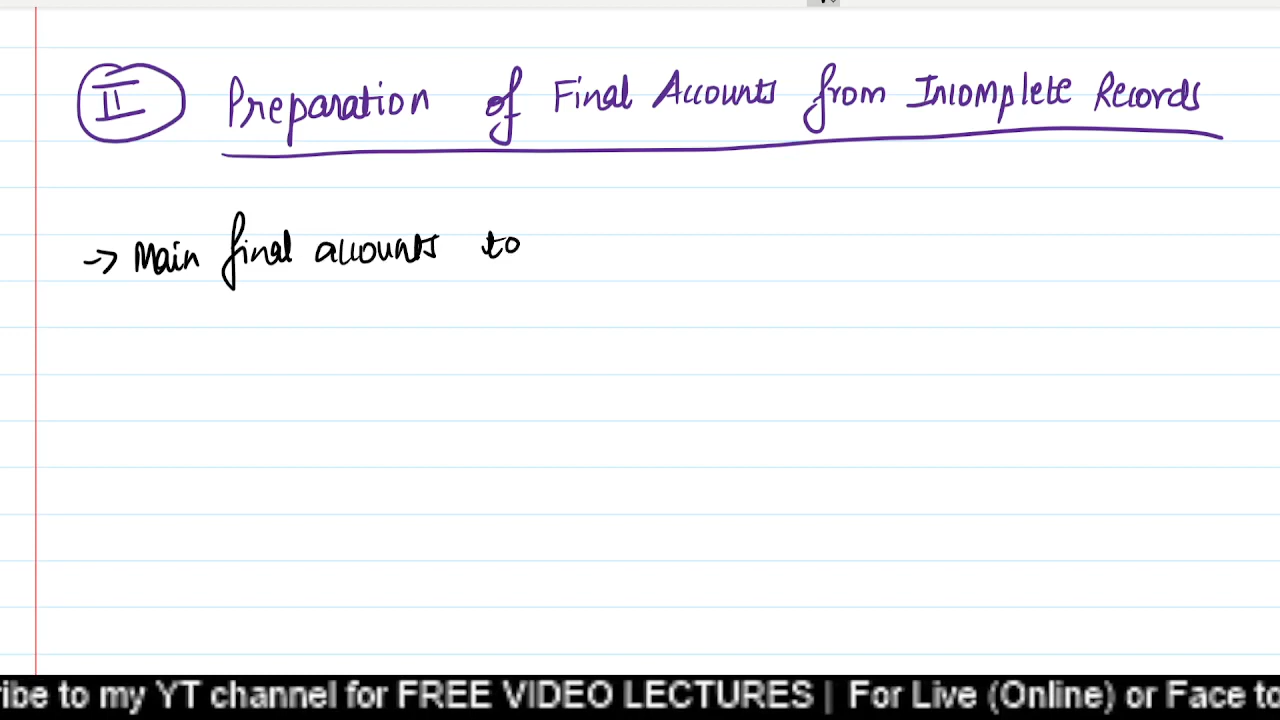 II Preparation of Final Accounts from Incomplete Records
→ Main final accounts to
ribe to my YT channel for FREE VIDEO LECTURES | For Live (Online) or Face to